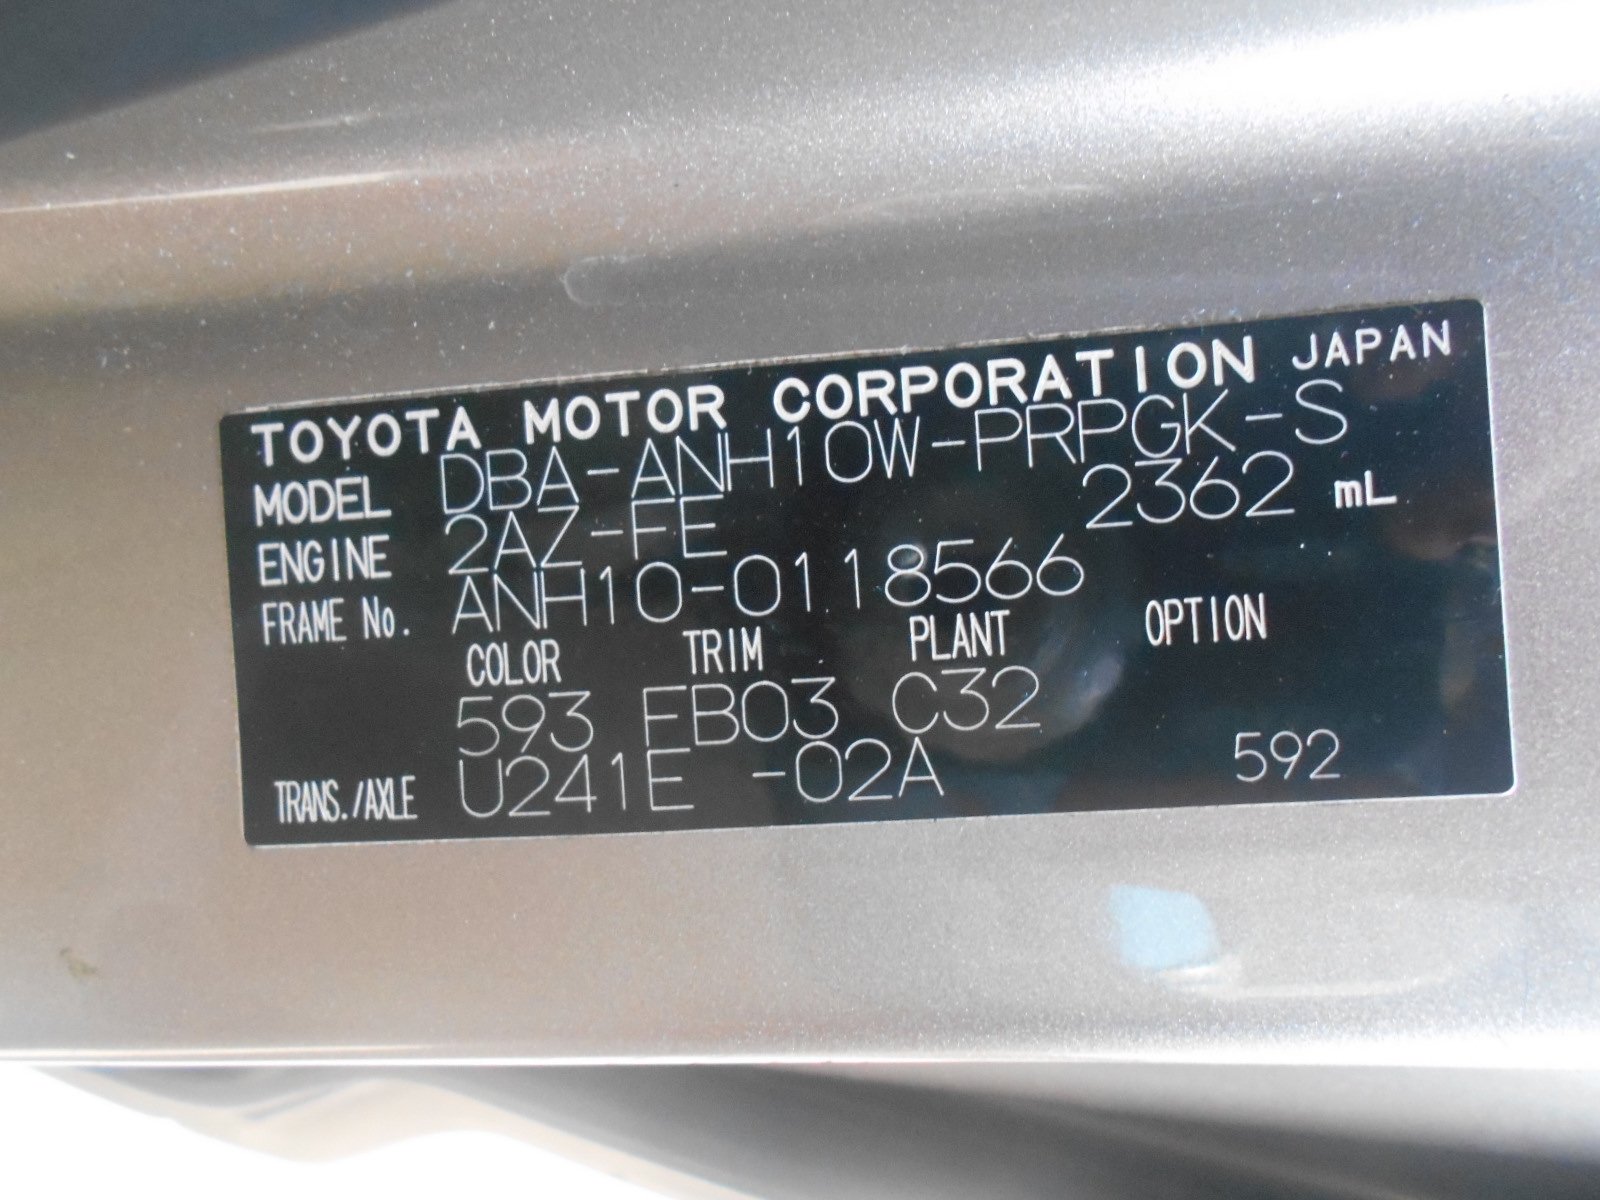 TOYOTA MOTOR CORPORATION JAPAN
MODEL DBA-ANH10W-PRPGK-S
ENGINE 2AZ-FE 2362 mL
FRAME No. ANH10-0118566
COLOR TRIM PLANT OPTION
593 FB03 C32
TRANS./AXLE U241E -02A 592